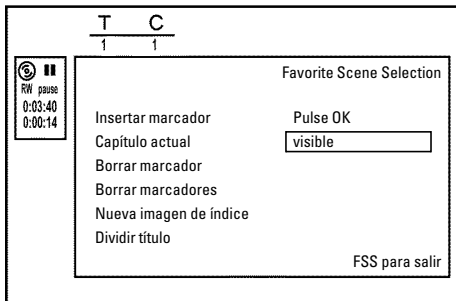 T C
1 1
RW pause
0:03:40
0:00:14
Favorite Scene Selection
Insertar marcador Pulse OK
Capítulo actual visible
Borrar marcador
Borrar marcadores
Nueva imagen de índice
Dividir título
FSS para salir